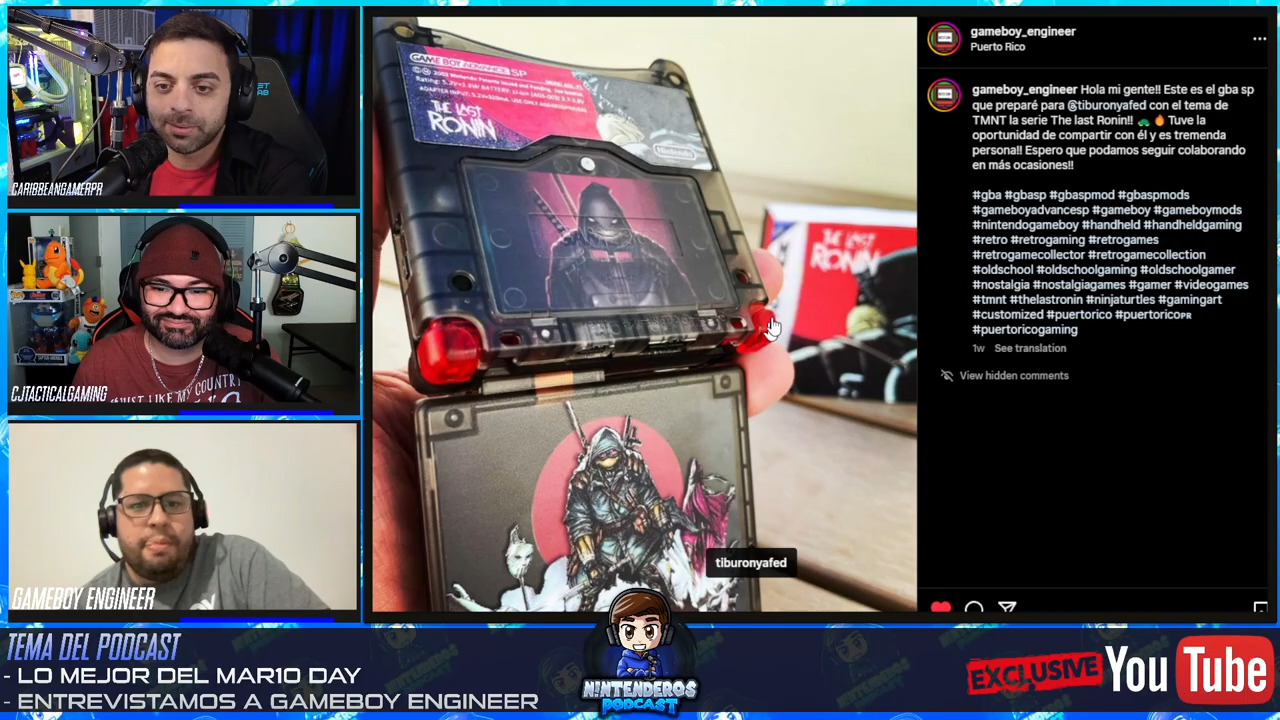 CARIBBEANGAMERPR
CJTACTICALGAMING
JUST LIKE MY COUNTRY
GAMEBOY ENGINEER
GAME BOY ADVANCE SP
THE LAST
RONIN
Nintendo
THE LAST
RONIN
tiburonyafed
gameboy_engineer
Puerto Rico
gameboy_engineer Hola mi gente!! Este es el gba sp
que preparé para @tiburonyafed con el tema de
TMNT la serie The last Ronin!! 🐢 🔥 Tuve la
oportunidad de compartir con él y es tremenda
persona!! Espero que podamos seguir colaborando
en más ocasiones!!
#gba #gbasp #gbaspmod #gbaspmods
#gameboyadvancesp #gameboy #gameboymods
#nintendogameboy #handheld #handheldgaming
#retro #retrogaming #retrogames
#retrogamecollector #retrogamecollection
#oldschool #oldschoolgaming #oldschoolgamer
#nostalgia #nostalgiagames #gamer #videogames
#tmnt #thelastronin #ninjaturtles #gamingart
#customized #puertorico #puertoricoPR
#puertoricogaming
1w See translation
View hidden comments
TEMA DEL PODCAST
- LO MEJOR DEL MAR10 DAY
- ENTREVISTAMOS A GAMEBOY ENGINEER
NINTENDEROS
PODCAST
EXCLUSIVE YouTube